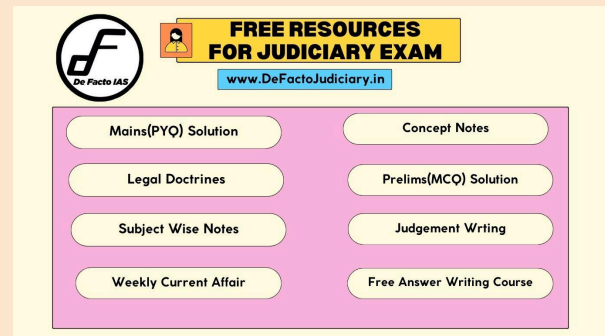 De Facto IAS
FREE RESOURCES
FOR JUDICIARY EXAM
www.DeFactoJudiciary.in
Mains(PYQ) Solution
Concept Notes
Legal Doctrines
Prelims(MCQ) Solution
Subject Wise Notes
Judgement Wrting
Weekly Current Affair
Free Answer Writing Course